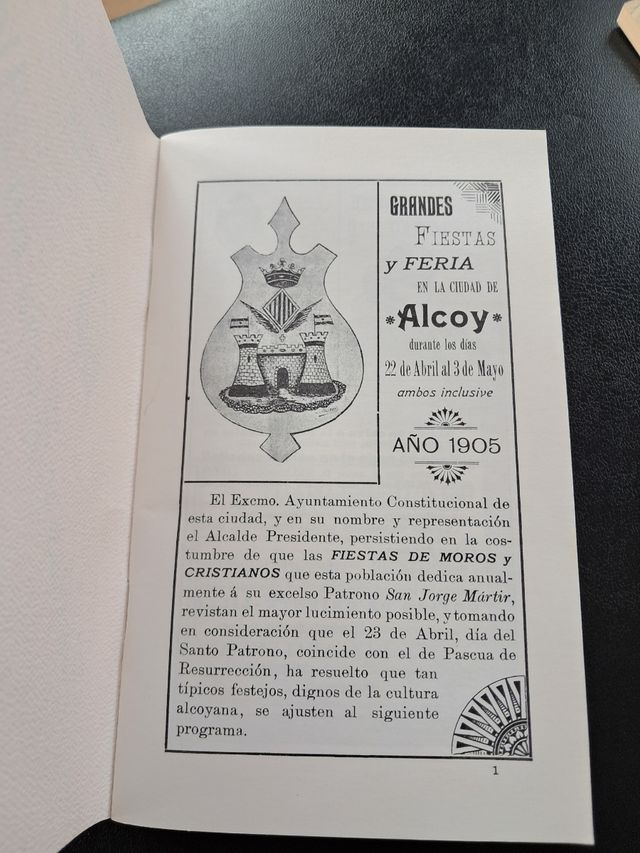 GRANDES
FIESTAS
y FERIA
EN LA CIUDAD DE
*Alcoy*
durante los días
22 de Abril al 3 de Mayo
ambos inclusive
AÑO 1905
El Excmo. Ayuntamiento Constitucional de
esta ciudad, y en su nombre y representación
el Alcalde Presidente, persistiendo en la cos-
tumbre de que las FIESTAS DE MOROS y
CRISTIANOS que esta población dedica anual-
mente á su excelso Patrono San Jorge Mártir,
revistan el mayor lucimiento posible, y tomando
en consideración que el 23 de Abril, día del
Santo Patrono, coincide con el de Pascua de
Resurrección, ha resuelto que tan
típicos festejos, dignos de la cultura
alcoyana, se ajusten al siguiente
programa.
1